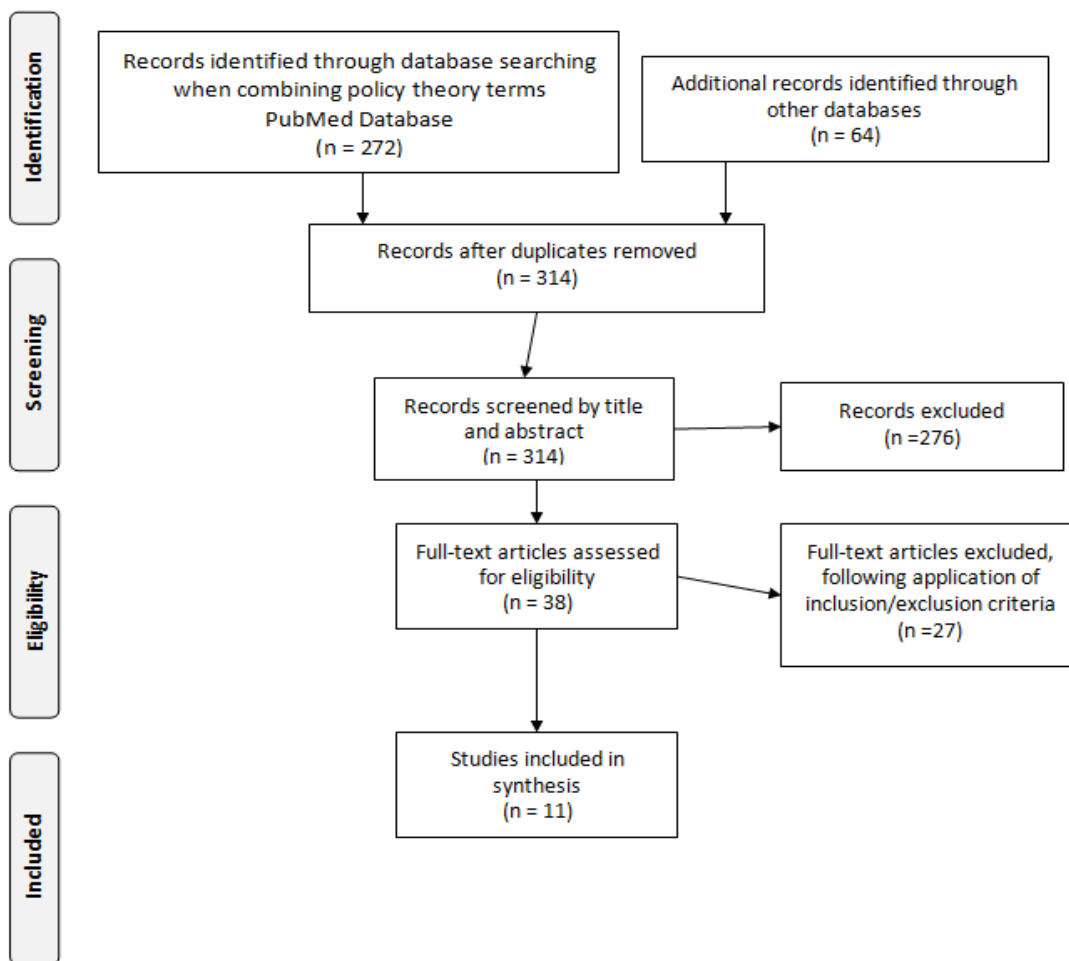 Identification
Records identified through database searching
when combining policy theory terms
PubMed Database
(n = 272)
Additional records identified through
other databases
(n = 64)
Records after duplicates removed
(n = 314)
Screening
Records screened by title
and abstract
(n = 314)
Records excluded
(n =276)
Eligibility
Full-text articles assessed
for eligibility
(n = 38)
Full-text articles excluded,
following application of
inclusion/exclusion criteria
(n =27)
Included
Studies included in
synthesis
(n = 11)